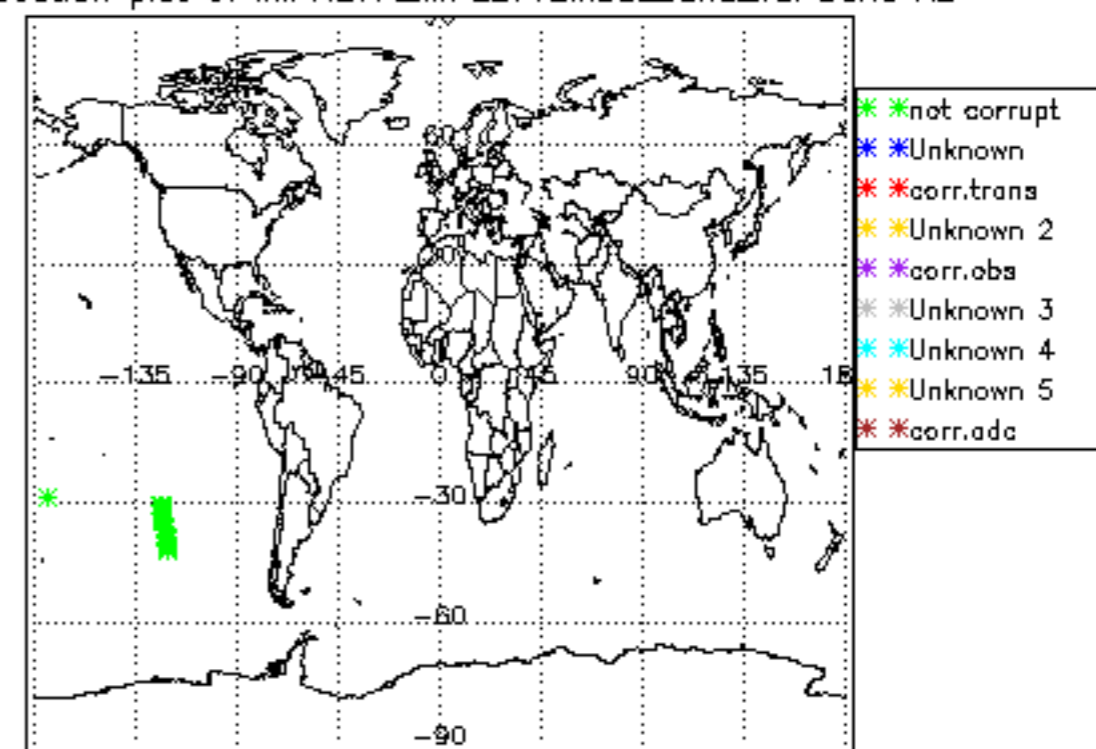 60
-135 -90 -45 0 45 90 135
-30
-60
-90
not corrupt
Unknown
corr.trans
Unknown 2
corr.obs
Unknown 3
Unknown 4
Unknown 5
corr.adc